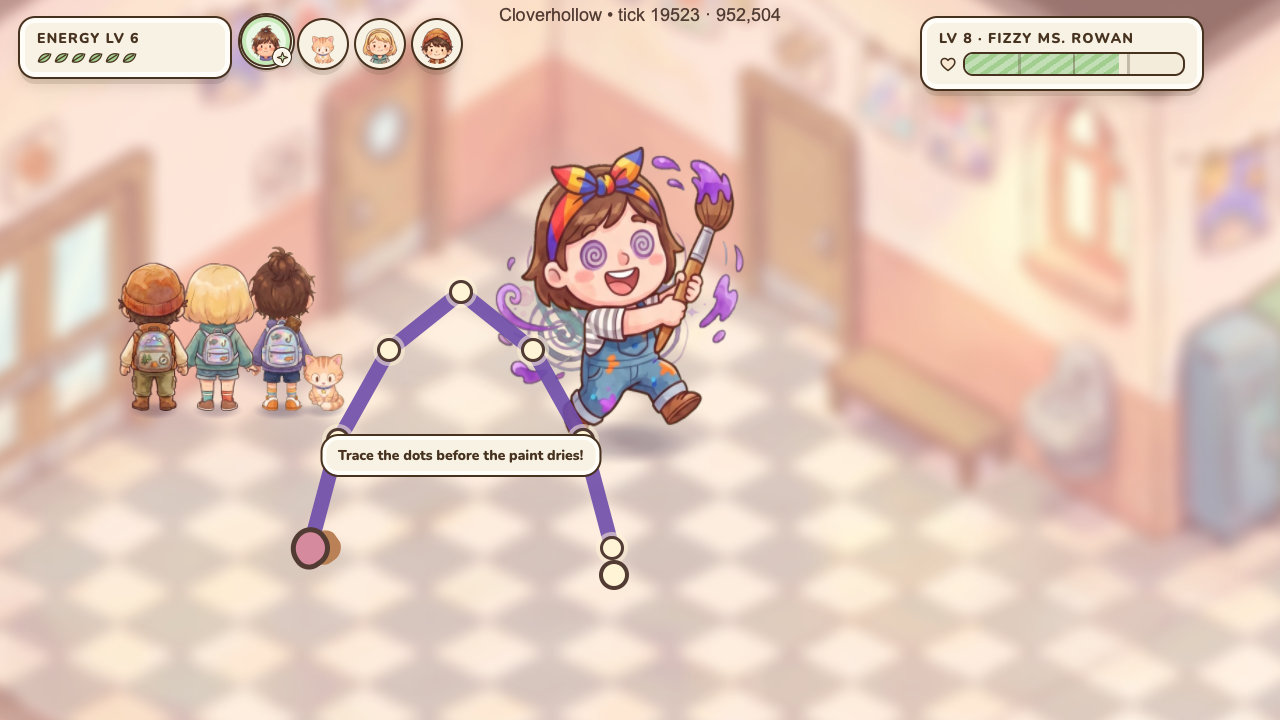 Cloverhollow • tick 19523 · 952,504
ENERGY LV 6
LV 8 · FIZZY MS. ROWAN
Trace the dots before the paint dries!